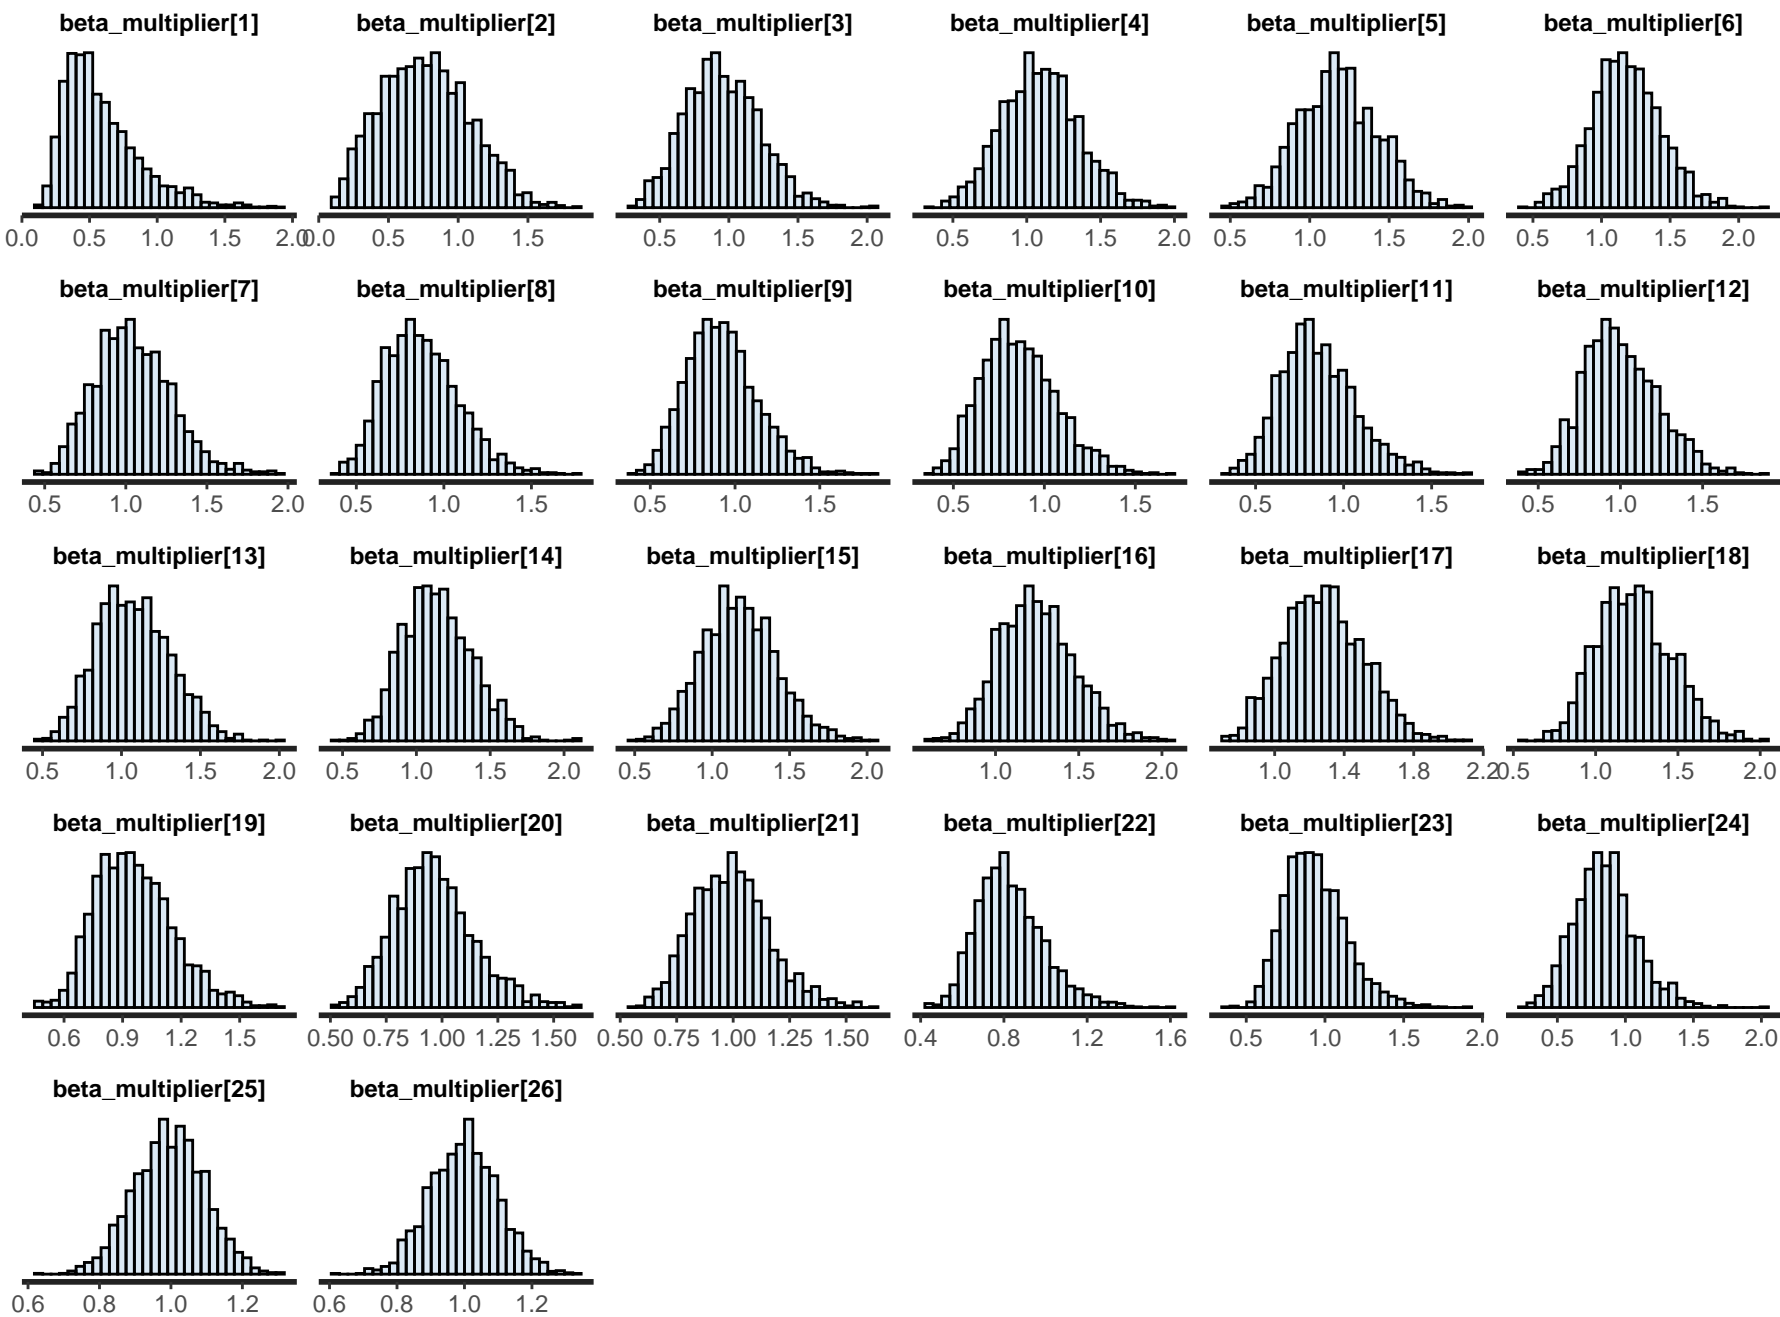 beta_multiplier[1] beta_multiplier[2] beta_multiplier[3] beta_multiplier[4] beta_multiplier[5] beta_multiplier[6]
0.0 0.5 1.0 1.5 2.0 0.0 0.5 1.0 1.5 0.5 1.0 1.5 2.0 0.5 1.0 1.5 2.0 0.5 1.0 1.5 2.0 0.5 1.0 1.5 2.0
beta_multiplier[7] beta_multiplier[8] beta_multiplier[9] beta_multiplier[10] beta_multiplier[11] beta_multiplier[12]
0.5 1.0 1.5 2.0 0.5 1.0 1.5 0.5 1.0 1.5 0.5 1.0 1.5 0.5 1.0 1.5 0.5 1.0 1.5
beta_multiplier[13] beta_multiplier[14] beta_multiplier[15] beta_multiplier[16] beta_multiplier[17] beta_multiplier[18]
0.5 1.0 1.5 2.0 0.5 1.0 1.5 2.0 0.5 1.0 1.5 2.0 1.0 1.5 2.0 1.0 1.4 1.8 2.2 0.5 1.0 1.5 2.0
beta_multiplier[19] beta_multiplier[20] beta_multiplier[21] beta_multiplier[22] beta_multiplier[23] beta_multiplier[24]
0.6 0.9 1.2 1.5 0.50 0.75 1.00 1.25 1.50 0.50 0.75 1.00 1.25 1.50 0.4 0.8 1.2 1.6 0.5 1.0 1.5 2.0 0.5 1.0 1.5 2.0
beta_multiplier[25] beta_multiplier[26]
0.6 0.8 1.0 1.2 0.6 0.8 1.0 1.2